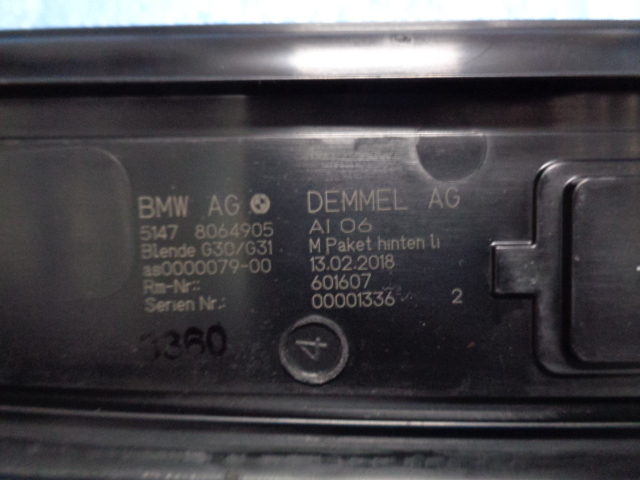 BMW AG DEMMEL AG
5147 8064905 AI 06
Blende G30/G31 M Paket hinten li
as0000079-00 13.02.2018
Rm-Nr: 601607
Serien Nr.: 00001336 2
3360
4